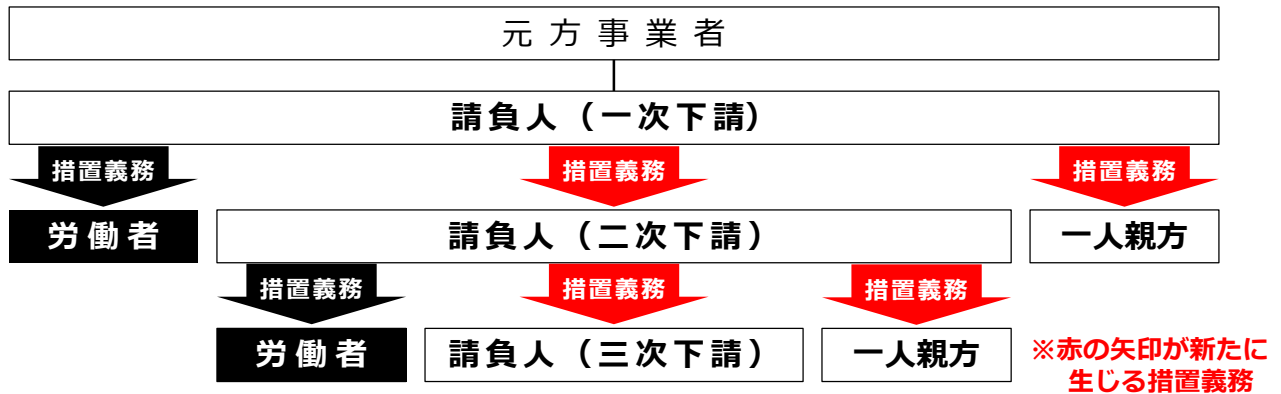 元方事業者
請負人（一次下請）
措置義務 措置義務 措置義務
労働者 請負人（二次下請） 一人親方
措置義務 措置義務 措置義務
労働者 請負人（三次下請） 一人親方
※赤の矢印が新たに
生じる措置義務